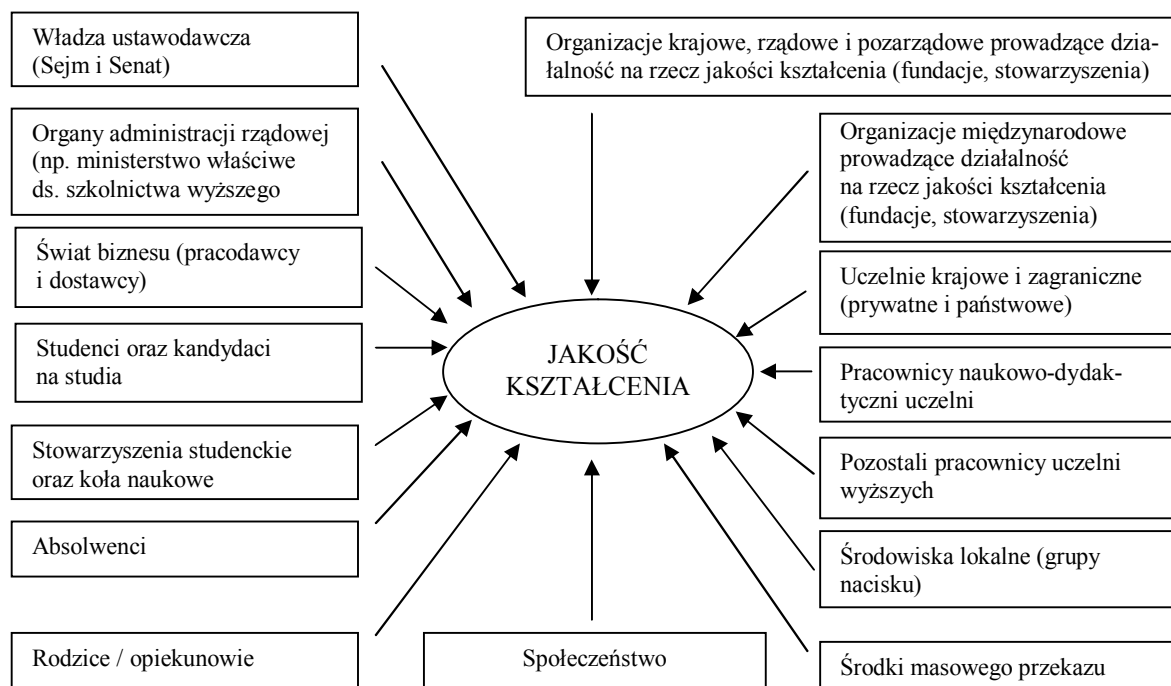 Władza ustawodawcza
(Sejm i Senat)
Organizacje krajowe, rządowe i pozarządowe prowadzące dzia-
łalność na rzecz jakości kształcenia (fundacje, stowarzyszenia)
Organy administracji rządowej
(np. ministerstwo właściwe
ds. szkolnictwa wyższego
Organizacje międzynarodowe
prowadzące działalność
na rzecz jakości kształcenia
(fundacje, stowarzyszenia)
Świat biznesu (pracodawcy
i dostawcy)
Uczelnie krajowe i zagraniczne
(prywatne i państwowe)
Studenci oraz kandydaci
na studia
JAKOŚĆ
KSZTAŁCENIA
Pracownicy naukowo-dydak-
tyczni uczelni
Stowarzyszenia studenckie
oraz koła naukowe
Pozostali pracownicy uczelni
wyższych
Absolwenci
Środowiska lokalne (grupy
nacisku)
Rodzice / opiekunowie
Społeczeństwo
Środki masowego przekazu